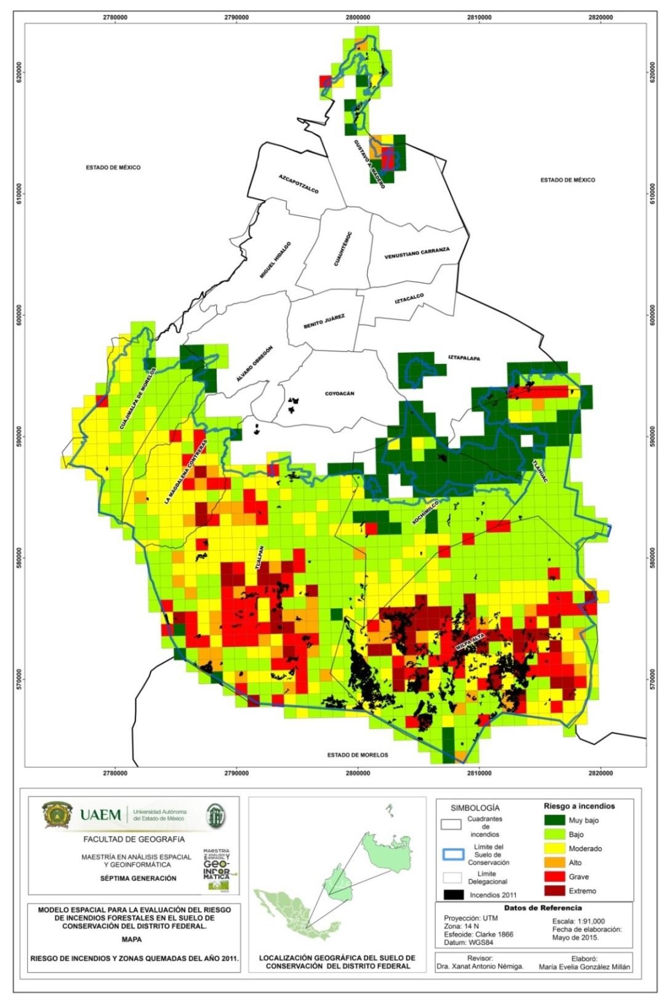 2780000
2790000
2800000
2810000
2820000
620000
620000
ESTADO DE MÉXICO
ESTADO DE MÉXICO
GUSTAVO A. MADERO
AZCAPOTZALCO
610000
610000
MIGUEL HIDALGO
CUAUHTÉMOC
VENUSTIANO CARRANZA
IZTACALCO
600000
600000
BENITO JUÁREZ
ÁLVARO OBREGÓN
IZTAPALAPA
COYOACÁN
CUAJIMALPA DE MORELOS
590000
590000
LA MAGDALENA CONTRERAS
TLAHUAC
XOCHIMILCO
TLALPAN
580000
580000
MILPA ALTA
570000
570000
ESTADO DE MORELOS
2780000
2790000
2800000
2810000
2820000
UAEM
Universidad Autónoma
del Estado de México
FACULTAD DE GEOGRAFÍA
MAESTRÍA EN ANÁLISIS ESPACIAL
Y GEOINFORMÁTICA
SÉPTIMA GENERACIÓN
MAESTRÍA
GEO-
INFOR
MÁTICA
MODELO ESPACIAL PARA LA EVALUACIÓN DEL RIESGO
DE INCENDIOS FORESTALES EN EL SUELO DE
CONSERVACIÓN DEL DISTRITO FEDERAL.
MAPA
RIESGO DE INCENDIOS Y ZONAS QUEMADAS DEL AÑO 2011.
LOCALIZACIÓN GEOGRÁFICA DEL SUELO DE
CONSERVACIÓN DEL DISTRITO FEDERAL
SIMBOLOGÍA
Cuadrantes
de
incendios
Límite del
Suelo de
Conservación
Límite
Delegacional
Incendios 2011
Riesgo a incendios
Muy bajo
Bajo
Moderado
Alto
Grave
Extremo
Datos de Referencia
Proyección: UTM
Zona: 14 N
Esfeoide: Clarke 1866
Datum: WGS84
Escala: 1:91,000
Fecha de elaboración:
Mayo de 2015.
Revisor:
Dra. Xanat Antonio Némiga.
Elaboró:
María Evelia González Millán